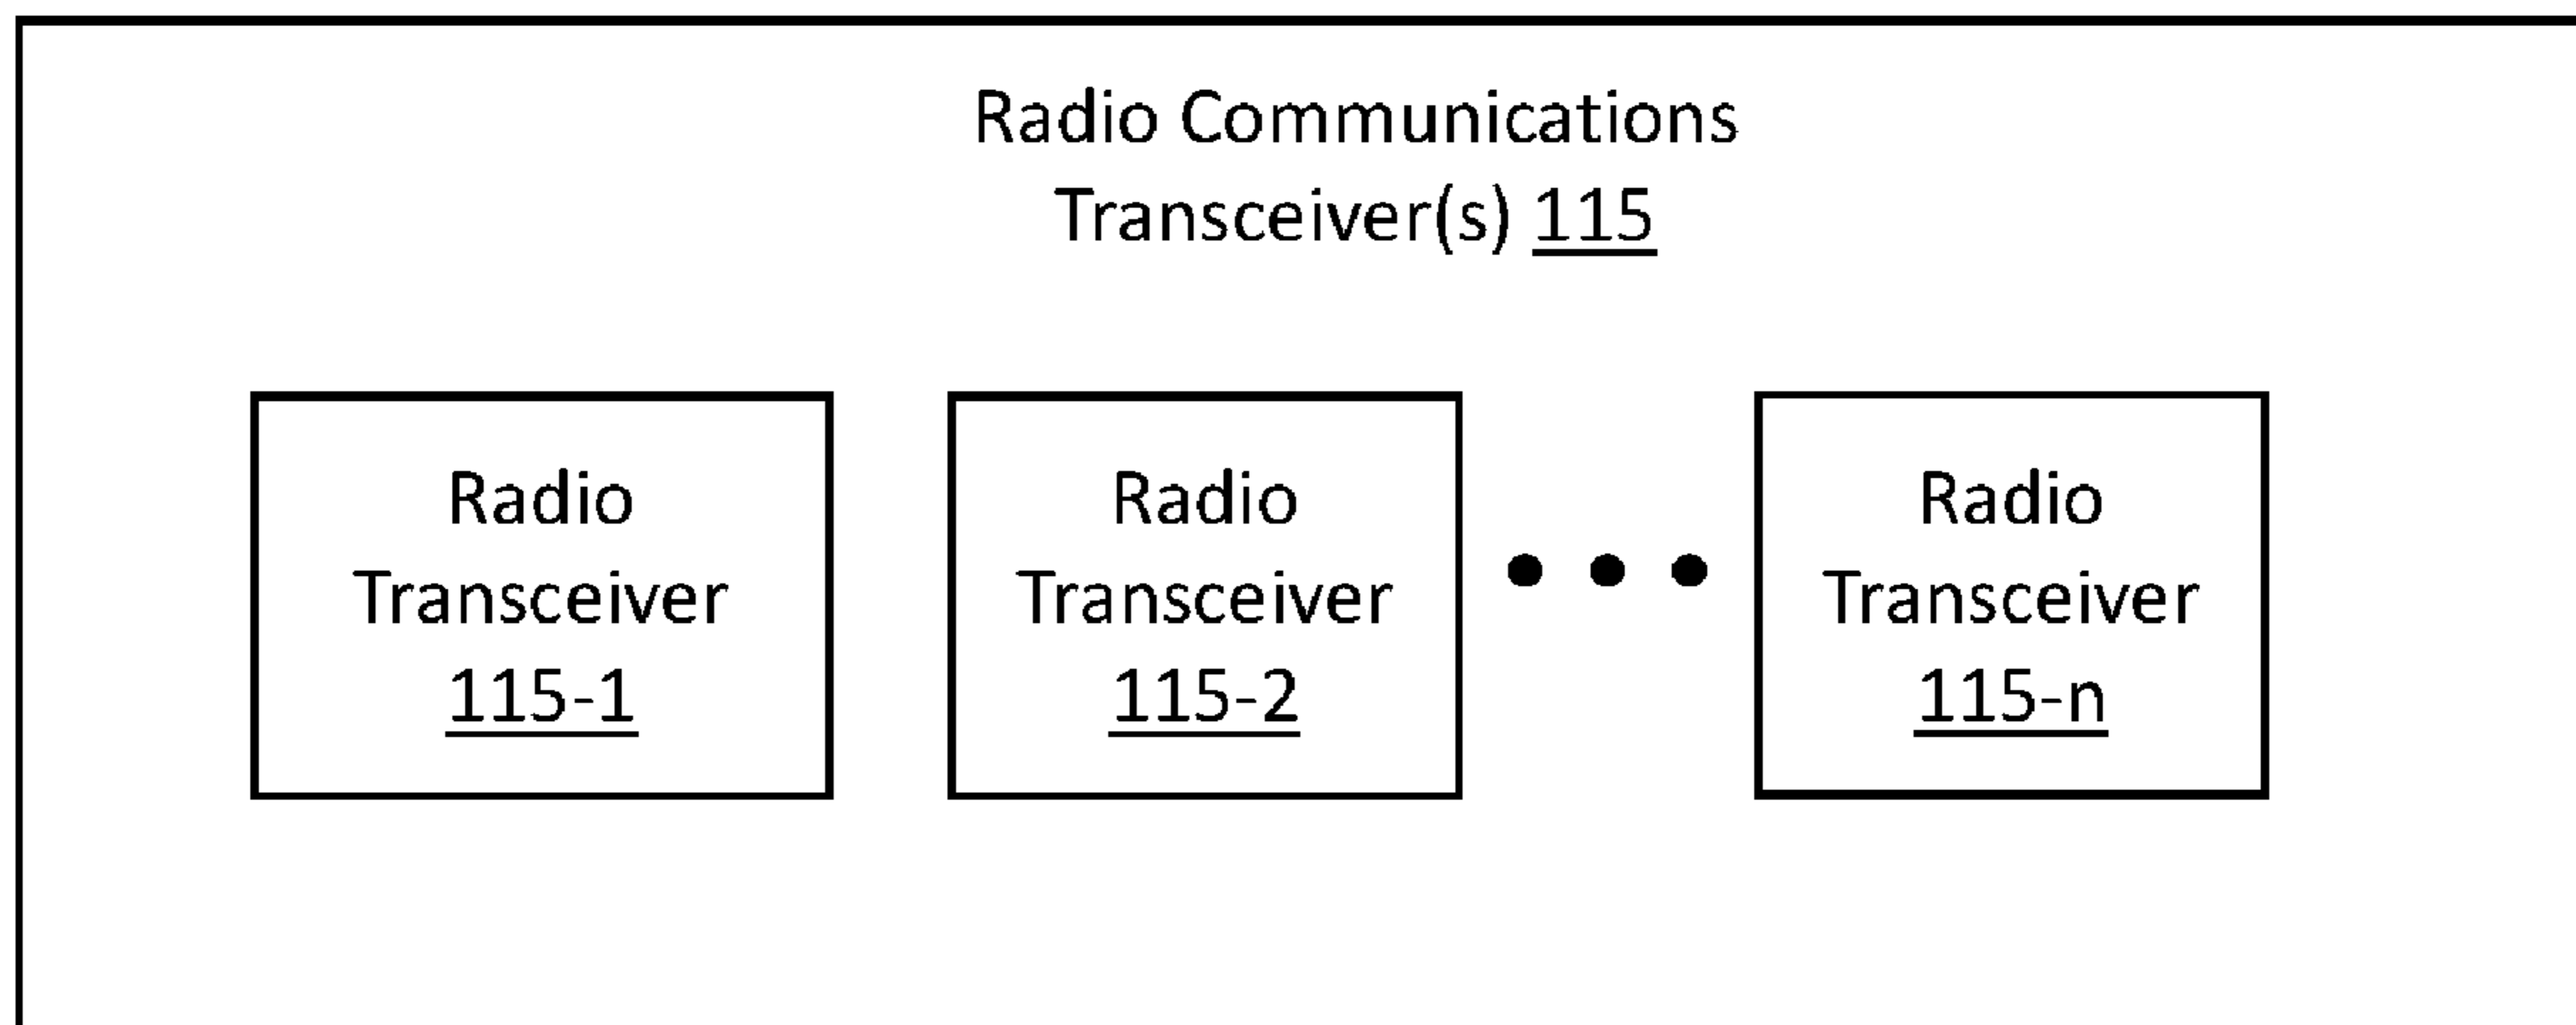 Radio Communications
Transceiver(s) 115
Radio
Transceiver
115-1
Radio
Transceiver
115-2
Radio
Transceiver
115-n